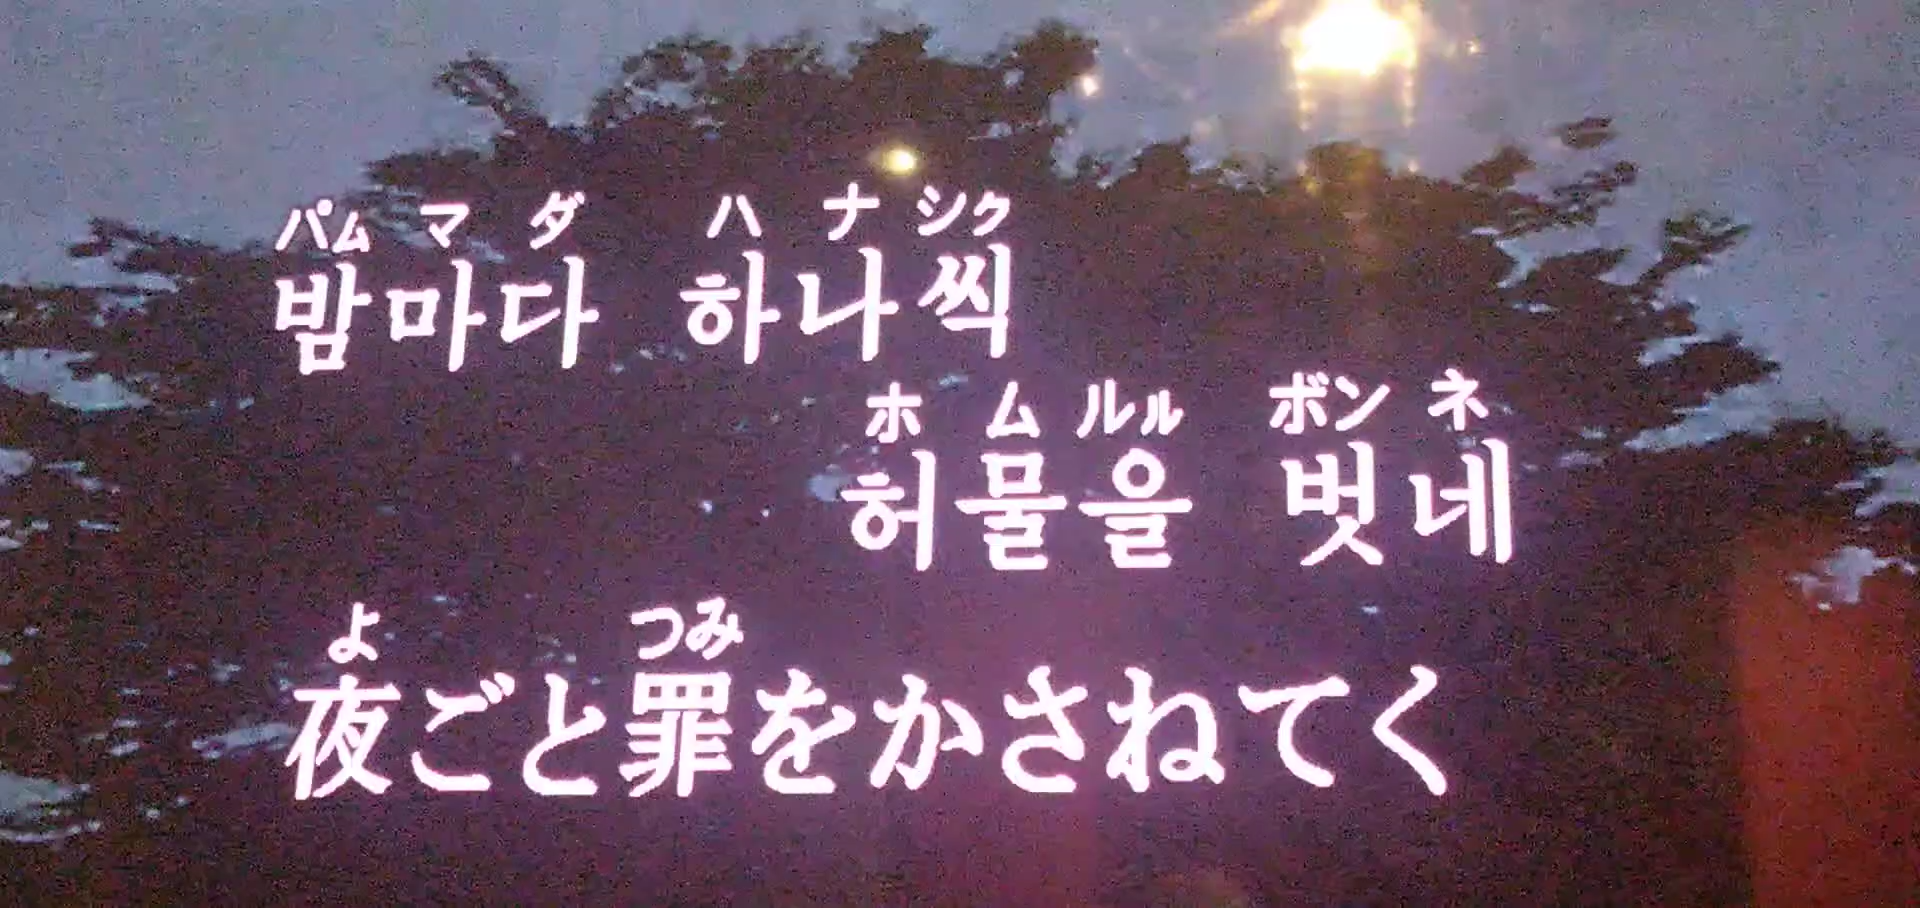 パム マ ダ ハ ナ シク
밤마다 하나씩
ホ ム ルル ボン ネ
허물을 벗네
よ つみ
夜ごと罪をかさねてく